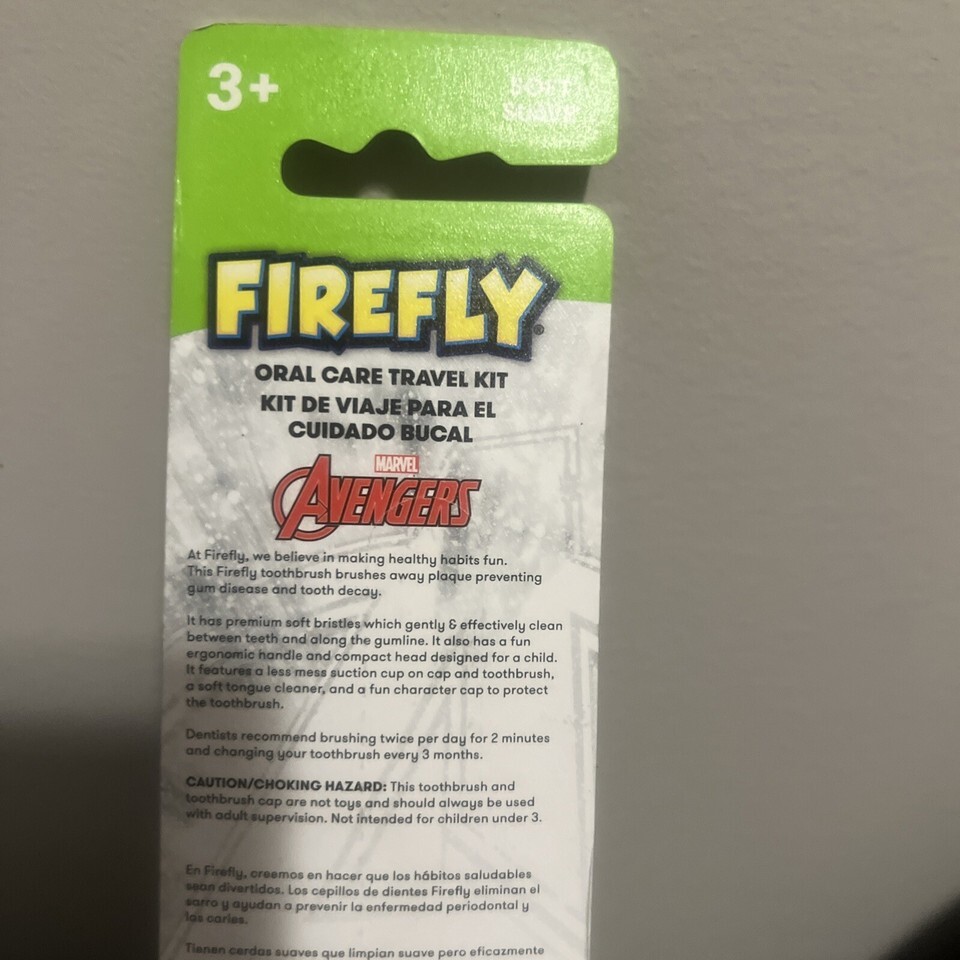 3+
SOFT
Suave
FIREFLY®
ORAL CARE TRAVEL KIT
KIT DE VIAJE PARA EL
CUIDADO BUCAL
MARVEL
AVENGERS
At Firefly, we believe in making healthy habits fun.
This Firefly toothbrush brushes away plaque preventing
gum disease and tooth decay.
It has premium soft bristles which gently & effectively clean
between teeth and along the gumline. It also has a fun
ergonomic handle and compact head designed for a child.
It features a less mess suction cup on cap and toothbrush,
a soft tongue cleaner, and a fun character cap to protect
the toothbrush.
Dentists recommend brushing twice per day for 2 minutes
and changing your toothbrush every 3 months.
CAUTION/CHOKING HAZARD: This toothbrush and
toothbrush cap are not toys and should always be used
with adult supervision. Not intended for children under 3.
En Firefly, creemos en hacer que los hábitos saludables
sean divertidos. Los cepillos de dientes Firefly eliminan el
sarro y ayudan a prevenir la enfermedad periodontal y
las caries.
Tienen cerdas suaves que limpian suave pero eficazmente